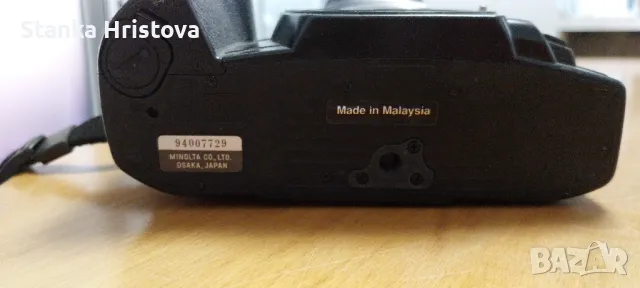 Stanka Hristova
Made in Malaysia
94007729
MINOLTA CO., LTD.
OSAKA, JAPAN
BAZAR